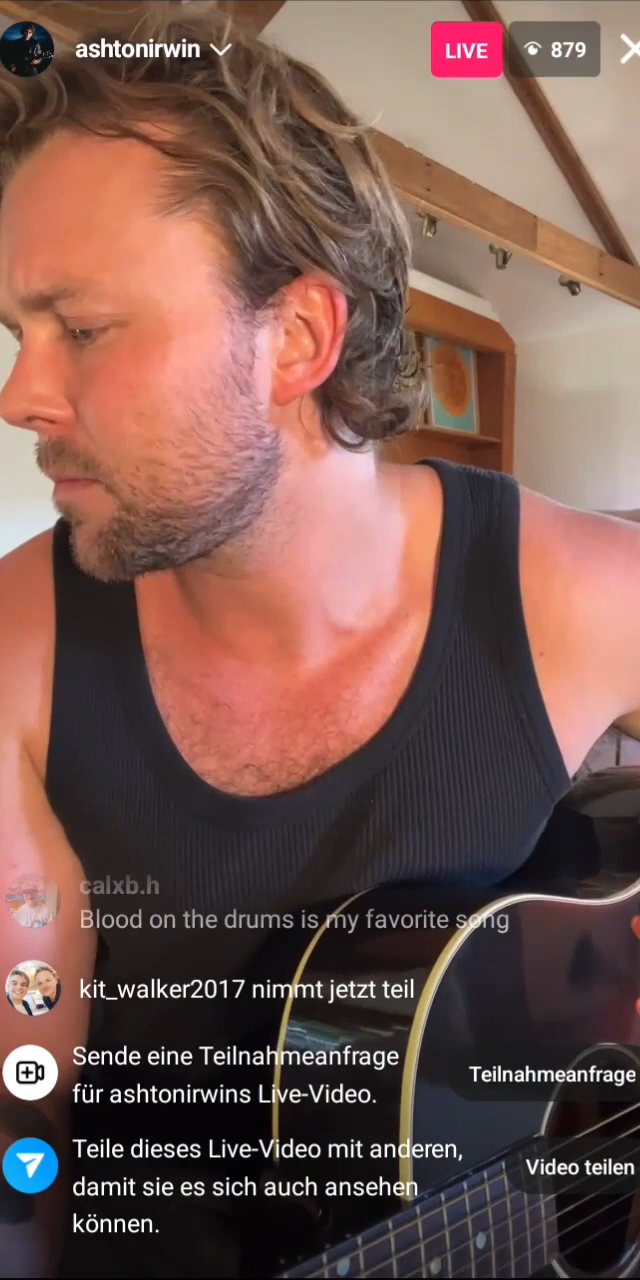 ashtonirwin
LIVE
879
calxb.h
Blood on the drums is my favorite song
kit_walker2017 nimmt jetzt teil
Sende eine Teilnahmeanfrage
für ashtonirwins Live-Video.
Teilnahmeanfrage
Teile dieses Live-Video mit anderen,
damit sie es sich auch ansehen
können.
Video teilen